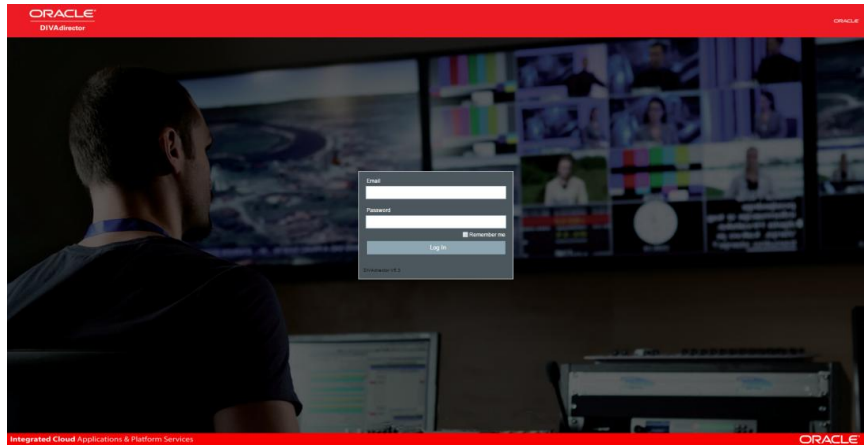 ORACLE
DIVAdirector
ORACLE
Email
Password
Remember me
Log In
Integrated Cloud Applications & Platform Services
ORACLE